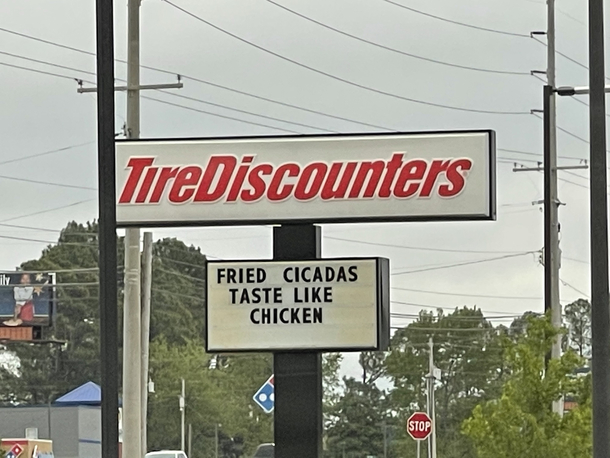 TireDiscounters
FRIED CICADAS
TASTE LIKE
CHICKEN
STOP